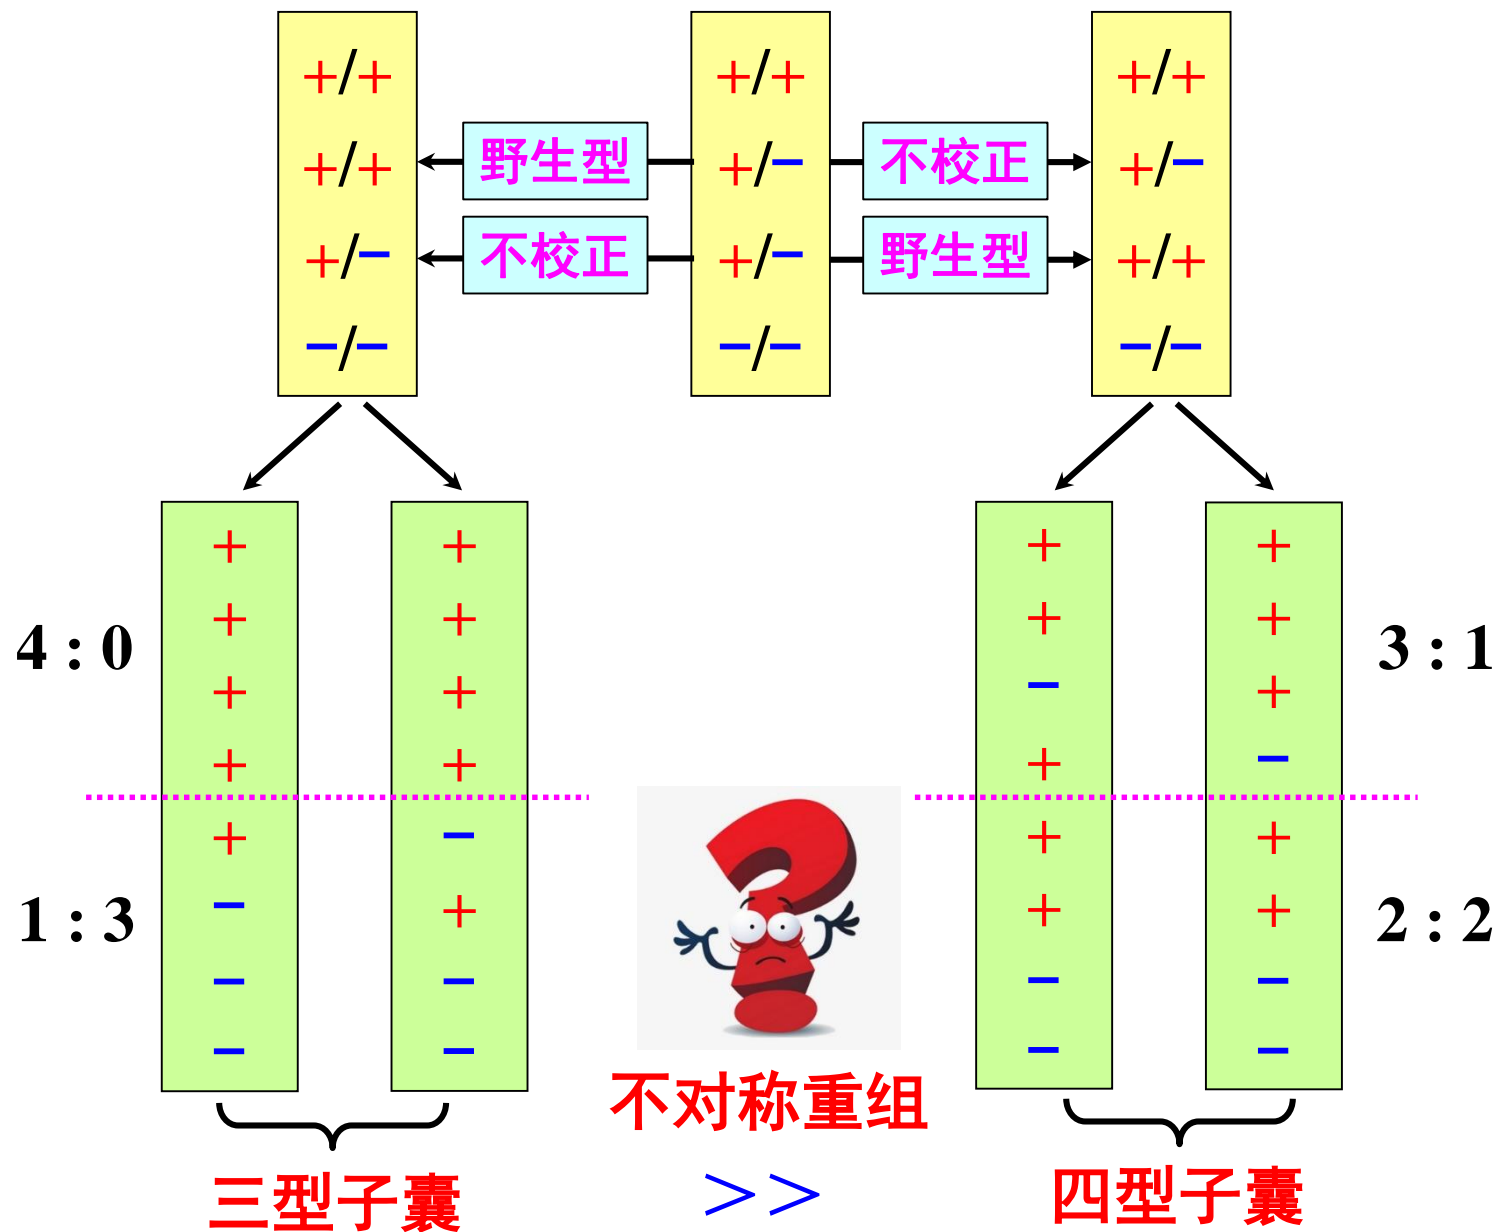 +/+ +/+ +/+
+/+ 野生型 +/− 不校正 +/−
+/− 不校正 +/− 野生型 +/+
−/− −/− −/−
+ + + +
+ + + +
4 : 0 3 : 1
+ + − +
+ + + −
+ − + +
1 : 3 2 : 2
− + + +
− − − −
− − − −
不对称重组
三型子囊 >> 四型子囊